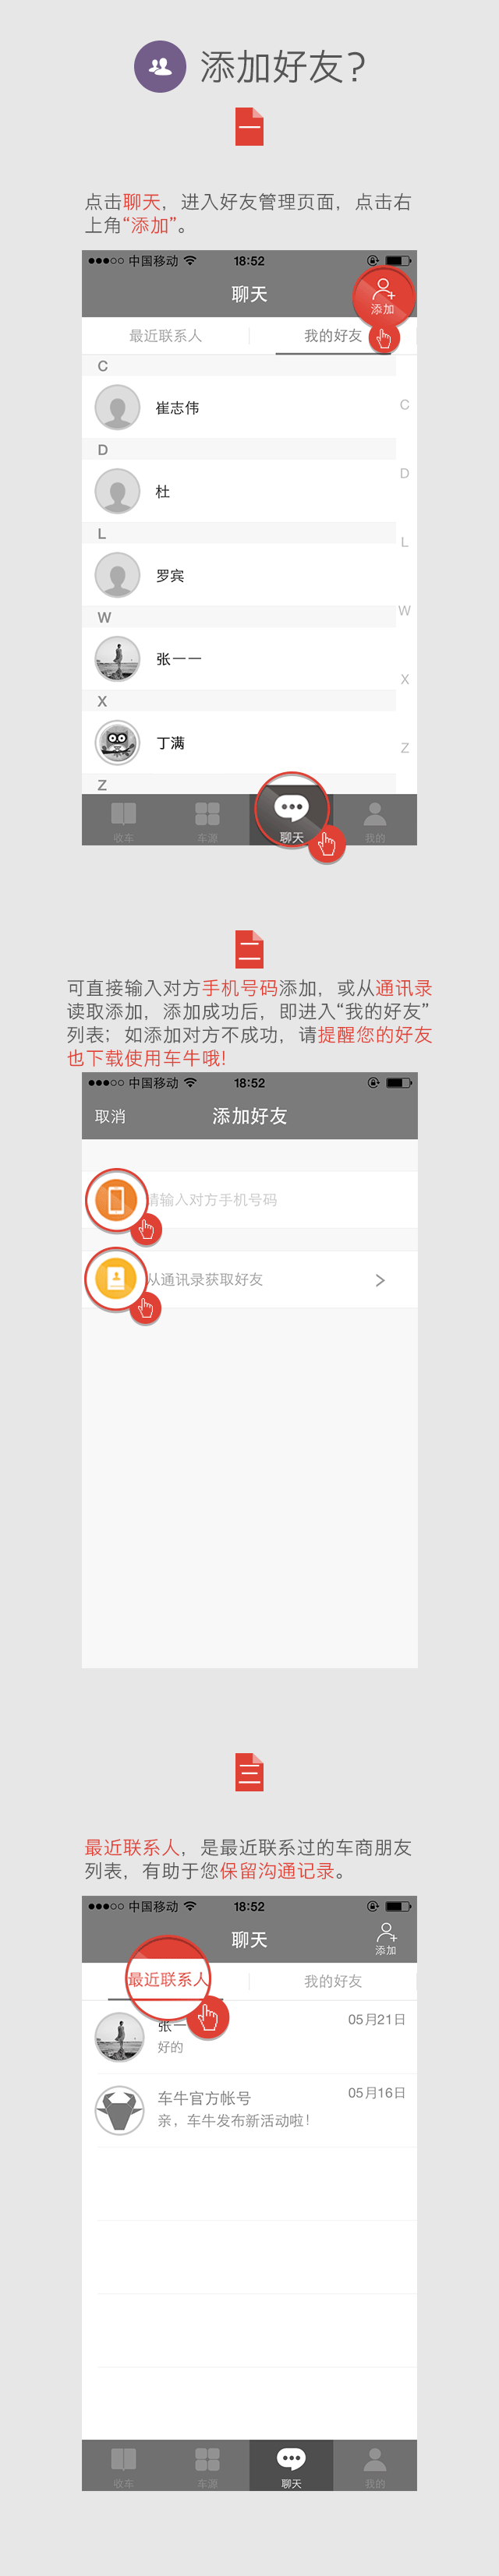 添加好友?
一
点击聊天，进入好友管理页面，点击右
上角“添加”。
中国移动 18:52
聊天
添加
最近联系人 我的好友
C
崔志伟
C
D
D
杜
L
L
罗宾
W
W
张一一
X
X
丁满
Z
Z
收车 车源 聊天 我的
二
可直接输入对方手机号码添加，或从通讯录
读取添加，添加成功后，即进入“我的好友”
列表；如添加对方不成功，请提醒您的好友
也下载使用车牛哦!
中国移动 18:52
取消 添加好友
请输入对方手机号码
从通讯录获取好友
三
最近联系人，是最近联系过的车商朋友
列表，有助于您保留沟通记录。
中国移动 18:52
聊天
添加
最近联系人 我的好友
张一 05月21日
好的
车牛官方帐号 05月16日
亲，车牛发布新活动啦！
收车 车源 聊天 我的